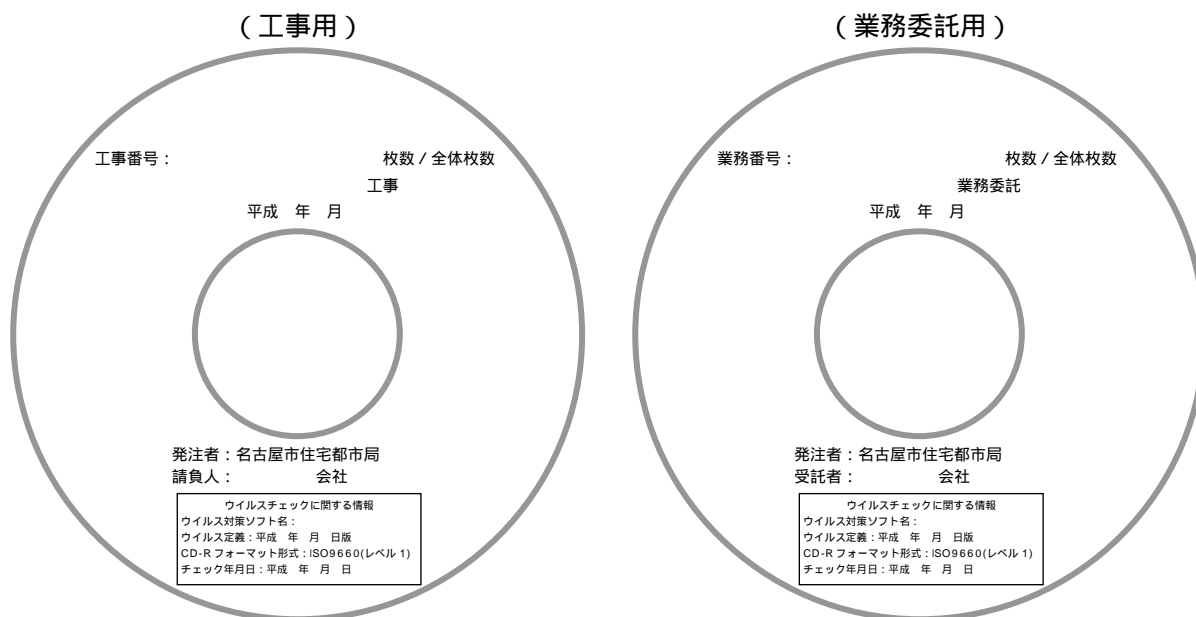 （工事用）
工事番号： 枚数 / 全体枚数
工事
平成 年 月
発注者：名古屋市住宅都市局
請負人： 会社
ウイルスチェックに関する情報
ウイルス対策ソフト名：
ウイルス定義：平成 年 月 日版
CD-R フォーマット形式：ISO9660(レベル 1)
チェック年月日：平成 年 月 日
（業務委託用）
業務番号： 枚数 / 全体枚数
業務委託
平成 年 月
発注者：名古屋市住宅都市局
受託者： 会社
ウイルスチェックに関する情報
ウイルス対策ソフト名：
ウイルス定義：平成 年 月 日版
CD-R フォーマット形式：ISO9660(レベル 1)
チェック年月日：平成 年 月 日